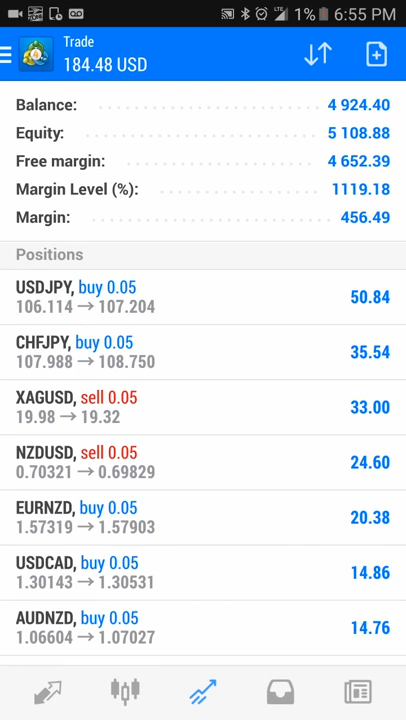 LTE 1% 6:55 PM
Trade
184.48 USD
Balance: 4 924.40
Equity: 5 108.88
Free margin: 4 652.39
Margin Level (%): 1119.18
Margin: 456.49
Positions
USDJPY, buy 0.05
106.114 → 107.204 50.84
CHFJPY, buy 0.05
107.988 → 108.750 35.54
XAGUSD, sell 0.05
19.98 → 19.32 33.00
NZDUSD, sell 0.05
0.70321 → 0.69829 24.60
EURNZD, buy 0.05
1.57319 → 1.57903 20.38
USDCAD, buy 0.05
1.30143 → 1.30531 14.86
AUDNZD, buy 0.05
1.06604 → 1.07027 14.76